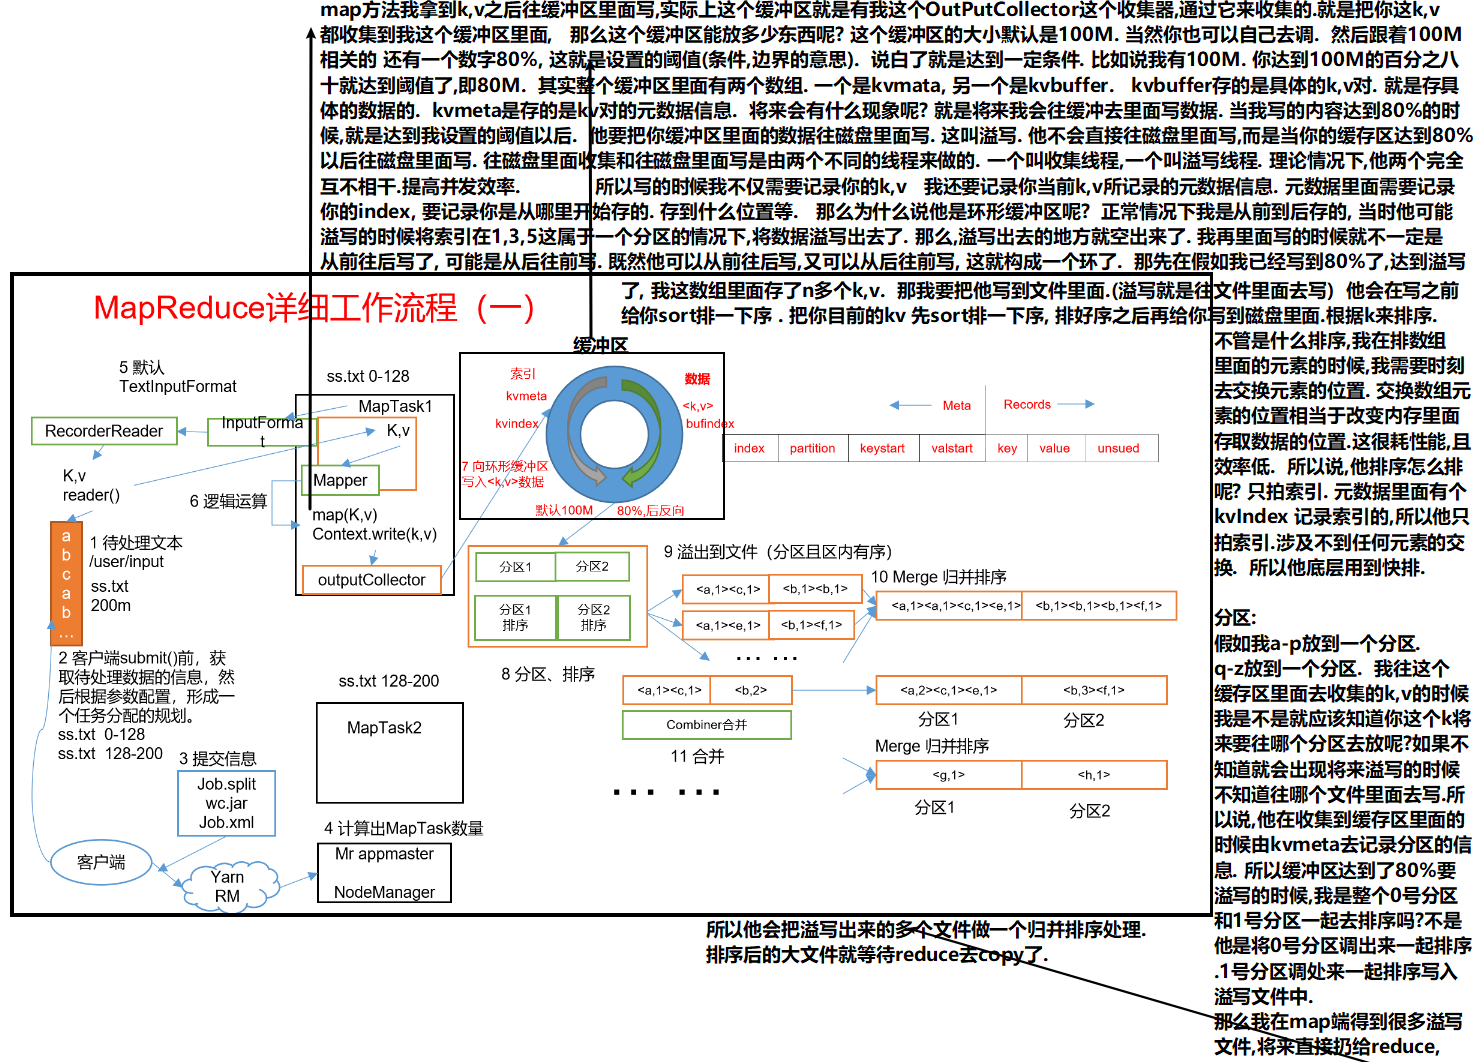 map方法我拿到k,v之后往缓冲区里面写,实际上这个缓冲区就是有我这个OutPutCollector这个收集器,通过它来收集的.就是把你这k,v
都收集到我这个缓冲区里面, 那么这个缓冲区能放多少东西呢? 这个缓冲区的大小默认是100M. 当然你也可以自己去调. 然后跟着100M
相关的 还有一个数字80%, 这就是设置的阈值(条件,边界的意思). 说白了就是达到一定条件. 比如说我有100M. 你达到100M的百分之八
十就达到阈值了,即80M. 其实整个缓冲区里面有两个数组. 一个是kvmata, 另一个是kvbuffer. kvbuffer存的是具体的k,v对. 就是存具
体的数据的. kvmeta是存的是kv对的元数据信息. 将来会有什么现象呢? 就是将来我会往缓冲去里面写数据. 当我写的内容达到80%的时
候,就是达到我设置的阈值以后. 他要把你缓冲区里面的数据往磁盘里面写. 这叫溢写. 他不会直接往磁盘里面写,而是当你的缓存区达到80%
以后往磁盘里面写. 往磁盘里面收集和往磁盘里面写是由两个不同的线程来做的. 一个叫收集线程,一个叫溢写线程. 理论情况下,他两个完全
互不相干.提高并发效率. 所以写的时候我不仅需要记录你的k,v 我还要记录你当前k,v所记录的元数据信息. 元数据里面需要记录
你的index, 要记录你是从哪里开始存的. 存到什么位置等. 那么为什么说他是环形缓冲区呢? 正常情况下我是从前到后存的, 当时他可能
溢写的时候将索引在1,3,5这属于一个分区的情况下,将数据溢写出去了. 那么,溢写出去的地方就空出来了. 我再里面写的时候就不一定是
从前往后写了, 可能是从后往前写. 既然他可以从前往后写,又可以从后往前写, 这就构成一个环了. 那先在假如我已经写到80%了,达到溢写
了, 我这数组里面存了n多个k,v. 那我要把他写到文件里面.(溢写就是往文件里面去写) 他会在写之前
给你sort排一下序 . 把你目前的kv 先sort排一下序, 排好序之后再给你写到磁盘里面.根据k来排序.
不管是什么排序,我在排数组
里面的元素的时候,我需要时刻
去交换元素的位置. 交换数组元
素的位置相当于改变内存里面
存取数据的位置.这很耗性能,且
效率低. 所以说,他排序怎么排
呢? 只拍索引. 元数据里面有个
kvIndex 记录索引的,所以他只
拍索引.涉及不到任何元素的交
换. 所以他底层用到快排.
分区:
假如我a-p放到一个分区.
q-z放到一个分区. 我往这个
缓存区里面去收集的k,v的时候
我是不是就应该知道你这个k将
来要往哪个分区去放呢?如果不
知道就会出现将来溢写的时候
不知道往哪个文件里面去写.所
以说,他在收集到缓存区里面的
时候由kvmeta去记录分区的信
息. 所以缓冲区达到了80%要
溢写的时候,我是整个0号分区
和1号分区一起去排序吗?不是
他是将0号分区调出来一起排序
.1号分区调处来一起排序写入
溢写文件中.
那么我在map端得到很多溢写
文件,将来直接扔给reduce,
MapReduce详细工作流程（一）
缓冲区
5 默认
TextInputFormat
ss.txt 0-128
MapTask1
RecorderReader
InputForma
t
K,v
K,v
reader()
Mapper
6 逻辑运算
map(K,v)
Context.write(k,v)
outputCollector
索引
kvmeta
kvindex
数据
<k,v>
bufindex
7 向环形缓冲区
写入<k,v>数据
默认100M
80%,后反向
Meta
Records
index
partition
keystart
valstart
key
value
unsued
a
b
c
a
b
...
1 待处理文本
/user/input
ss.txt
200m
2 客户端submit()前，获
取待处理数据的信息，然
后根据参数配置，形成一
个任务分配的规划。
ss.txt 0-128
ss.txt 128-200
3 提交信息
Job.split
wc.jar
Job.xml
客户端
Yarn
RM
4 计算出MapTask数量
Mr appmaster
NodeManager
ss.txt 128-200
MapTask2
分区1
分区2
分区1
排序
分区2
排序
8 分区、排序
9 溢出到文件（分区且区内有序）
<a,1><c,1>
<b,1><b,1>
<a,1><e,1>
<b,1><f,1>
... ...
10 Merge 归并排序
<a,1><a,1><c,1><e,1>
<b,1><b,1><b,1><f,1>
<a,1><c,1>
<b,2>
Combiner合并
11 合并
<a,2><c,1><e,1>
<b,3><f,1>
分区1
分区2
Merge 归并排序
<g,1>
<h,1>
分区1
分区2
... ...
所以他会把溢写出来的多个文件做一个归并排序处理.
排序后的大文件就等待reduce去copy了.